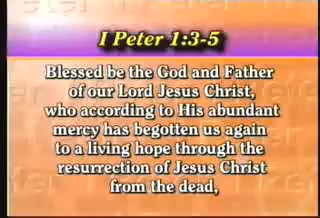 I Peter 1:3-5
Blessed be the God and Father
of our Lord Jesus Christ,
who according to His abundant
mercy has begotten us again
to a living hope through the
resurrection of Jesus Christ
from the dead,